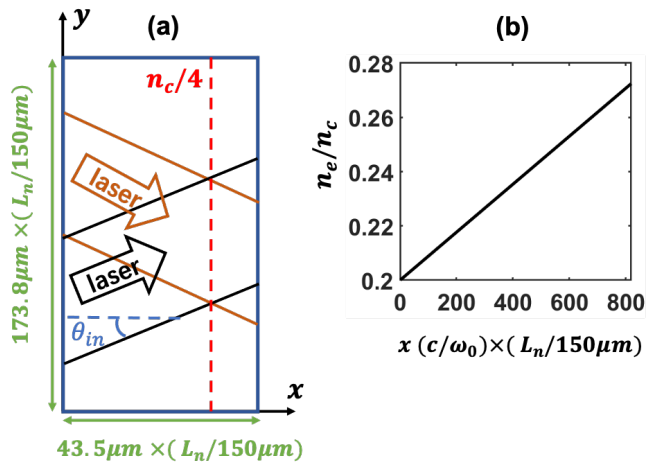 y
(a)
n_c/4
laser
laser
θ_in
x
173.8μm ×(L_n/150μm)
43.5μm ×(L_n/150μm)
(b)
0.28
0.26
0.24
0.22
0.2
n_e/n_c
0 200 400 600 800
x (c/ω_0)×(L_n/150μm)